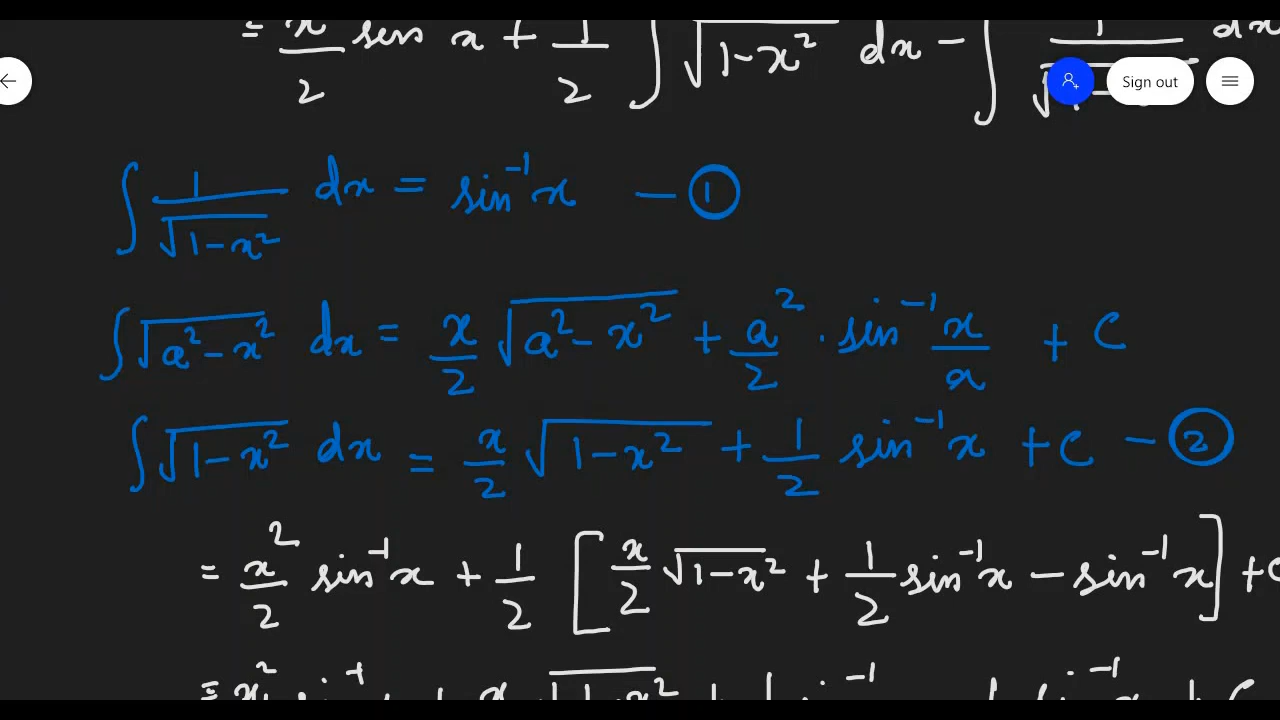 = x/2 sin x + 1/2 ∫ √(1-x²) dx - ∫ 1/√ dx
Sign out
∫ 1/√(1-x²) dx = sin⁻¹x — ①
∫ √(a²-x²) dx = x/2 √(a²-x²) + a²/2 · sin⁻¹ x/a + C
∫ √(1-x²) dx = x/2 √(1-x²) + 1/2 sin⁻¹x + C — ②
= x²/2 sin⁻¹x + 1/2 [x/2 √(1-x²) + 1/2 sin⁻¹x - sin⁻¹x] + C